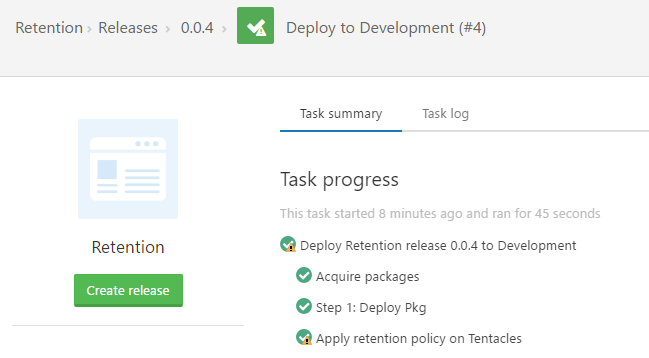 Retention › Releases › 0.0.4 › Deploy to Development (#4)
Task summary Task log
Task progress
This task started 8 minutes ago and ran for 45 seconds
Retention
Deploy Retention release 0.0.4 to Development
Acquire packages
Create release
Step 1: Deploy Pkg
Apply retention policy on Tentacles